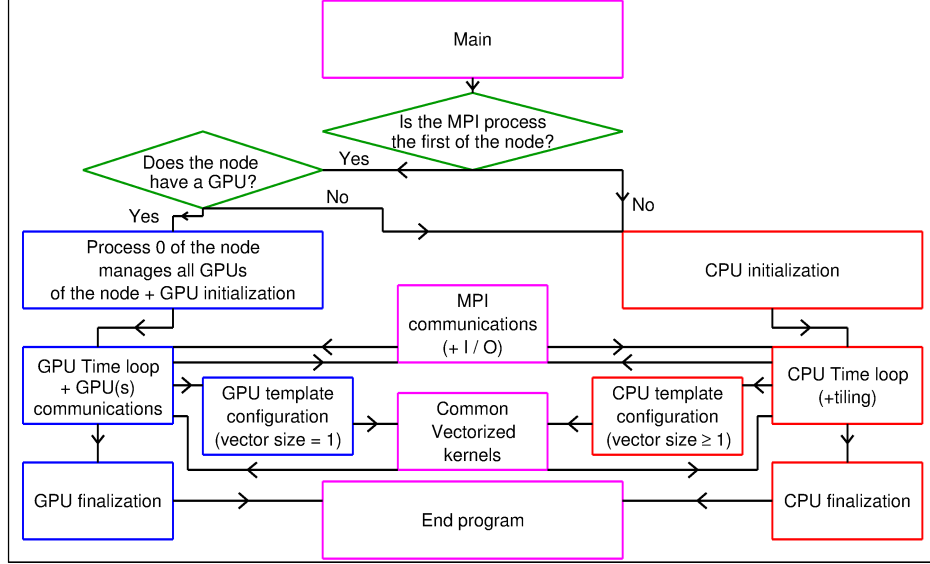 Main
Is the MPI process
the first of the node?
Does the node
have a GPU?
Yes
No
No
Yes
Process 0 of the node
manages all GPUs
of the node + GPU initialization
CPU initialization
MPI
communications
(+ I / O)
GPU Time loop
+ GPU(s)
communications
GPU template
configuration
(vector size = 1)
Common
Vectorized
kernels
CPU template
configuration
(vector size ≥ 1)
CPU Time loop
(+tiling)
GPU finalization
End program
CPU finalization